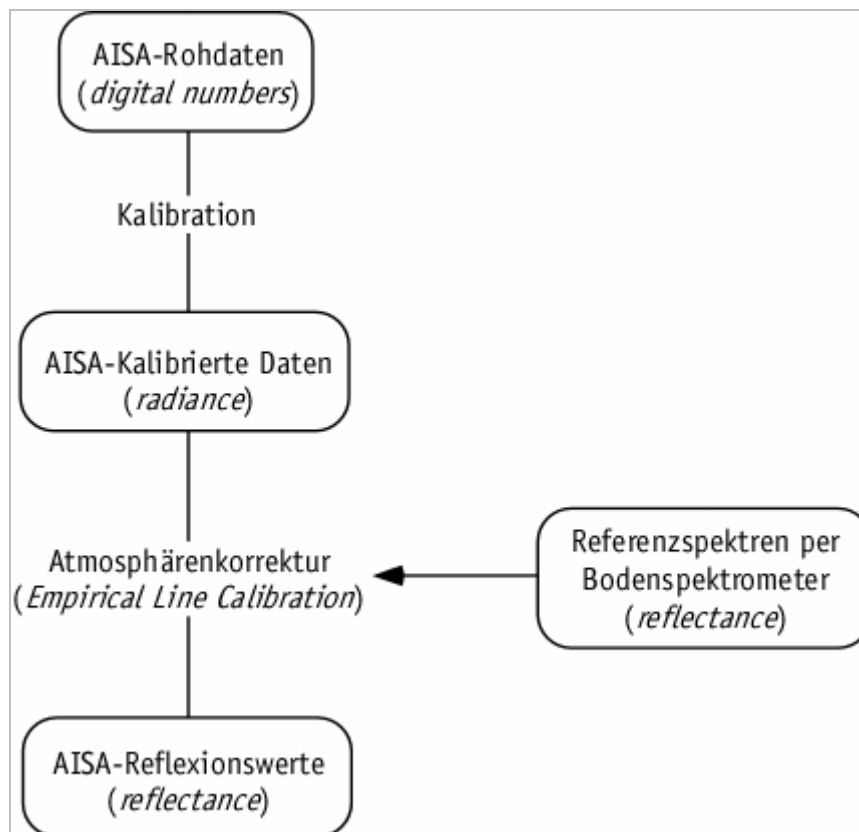 AISA-Rohdaten
(digital numbers)
Kalibration
AISA-Kalibrierte Daten
(radiance)
Atmosphärenkorrektur
(Empirical Line Calibration)
Referenzspektren per
Bodenspektrometer
(reflectance)
AISA-Reflexionswerte
(reflectance)